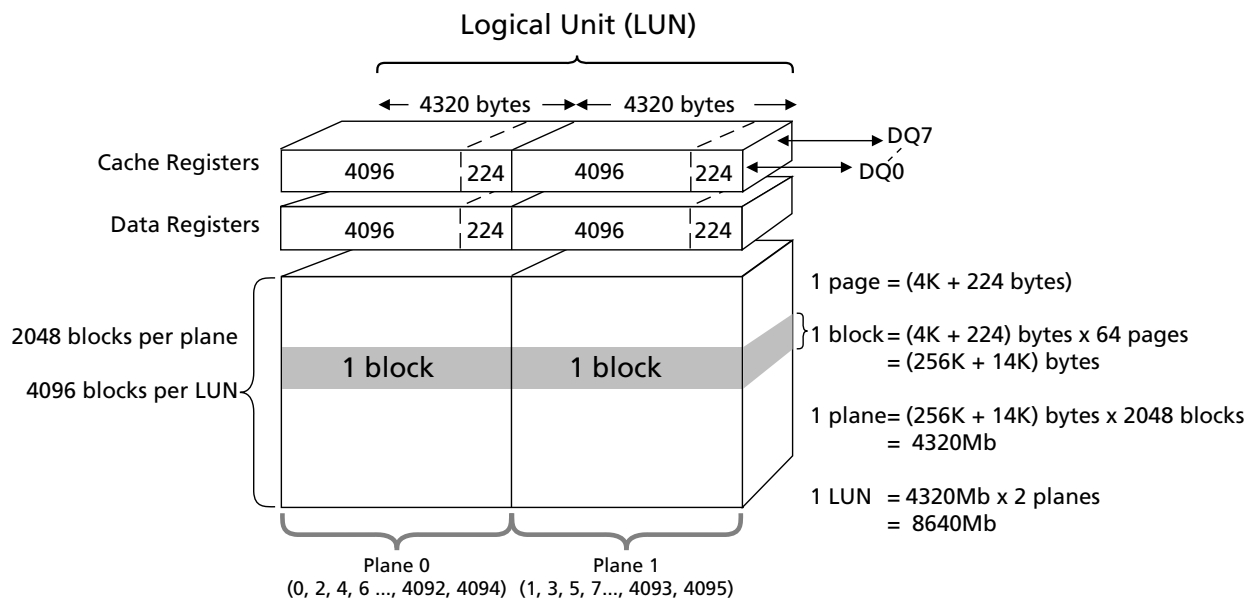 Logical Unit (LUN)
4320 bytes 4320 bytes
Cache Registers 4096 224 4096 224 DQ7
DQ0
Data Registers 4096 224 4096 224
1 page = (4K + 224 bytes)
2048 blocks per plane
4096 blocks per LUN
1 block 1 block
1 block = (4K + 224) bytes x 64 pages
= (256K + 14K) bytes
1 plane= (256K + 14K) bytes x 2048 blocks
= 4320Mb
1 LUN = 4320Mb x 2 planes
= 8640Mb
Plane 0
(0, 2, 4, 6 ..., 4092, 4094)
Plane 1
(1, 3, 5, 7..., 4093, 4095)